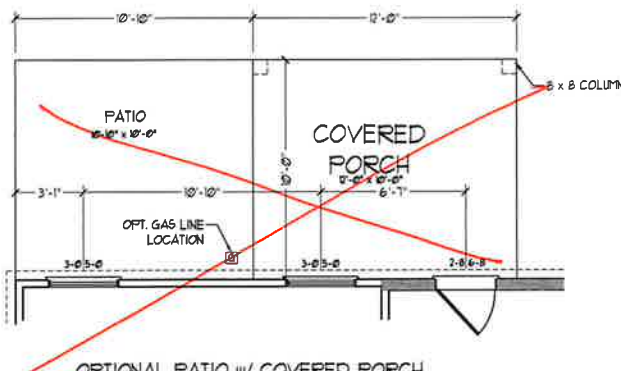 10'-10"
12'-0"
8 x 8 COLUMN
PATIO
10'-10" x 10'-0"
COVERED
PORCH
12'-0" x 10'-0"
10'-0"
3'-1"
10'-10"
6'-7"
OPT. GAS LINE
LOCATION
3-0 5-0
3-0 5-0
2-8 6-8
OPTIONAL PATIO w/ COVERED PORCH